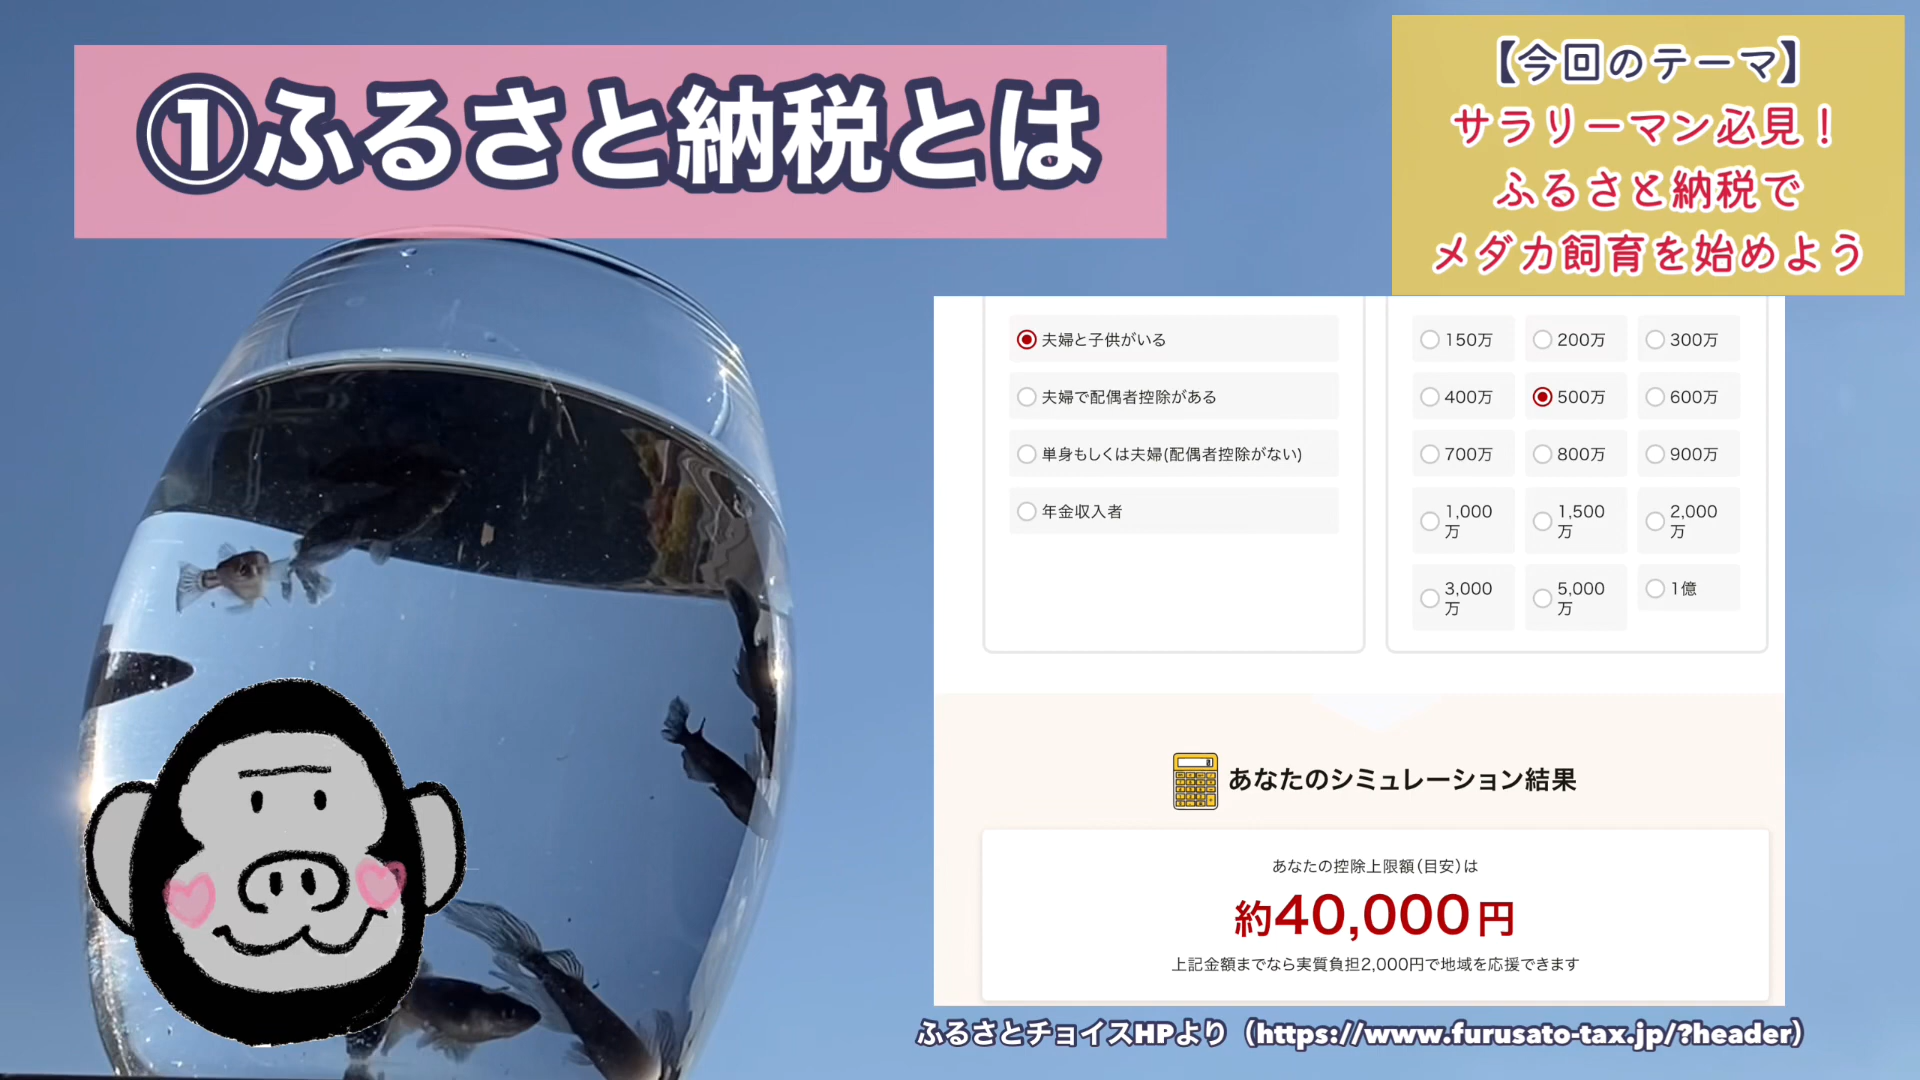 ①ふるさと納税とは
【今回のテーマ】
サラリーマン必見！
ふるさと納税で
メダカ飼育を始めよう
夫婦と子供がいる
夫婦で配偶者控除がある
単身もしくは夫婦(配偶者控除がない)
年金収入者
150万
200万
300万
400万
500万
600万
700万
800万
900万
1,000
万
1,500
万
2,000
万
3,000
万
5,000
万
1億
あなたのシミュレーション結果
あなたの控除上限額(目安)は
約40,000円
上記金額までなら実質負担2,000円で地域を応援できます
ふるさとチョイスHPより（https://www.furusato-tax.jp/?header）